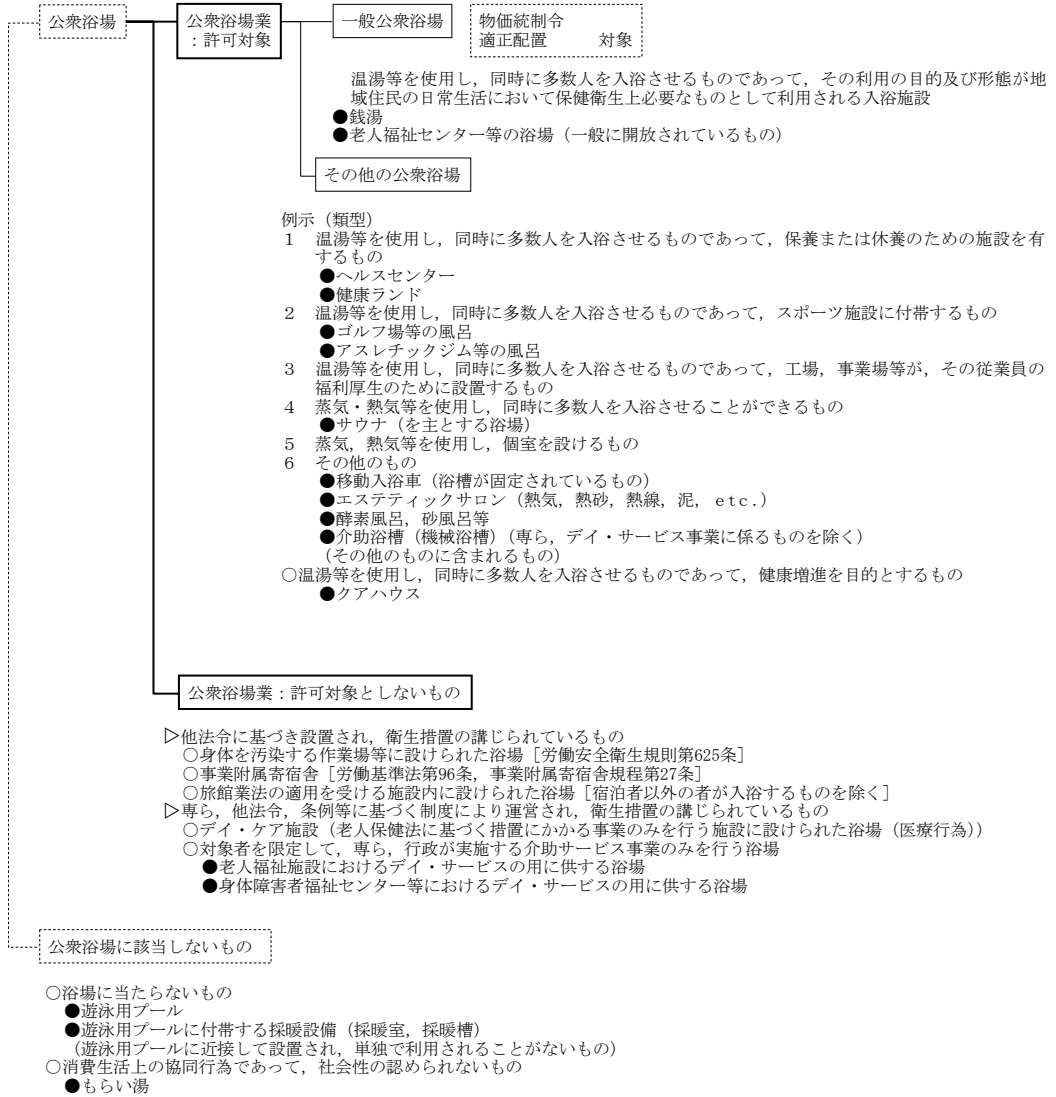 公衆浴場
公衆浴場業
：許可対象
一般公衆浴場
物価統制令
適正配置　　　対象
温湯等を使用し，同時に多数人を入浴させるものであって，その利用の目的及び形態が地
域住民の日常生活において保健衛生上必要なものとして利用される入浴施設
●銭湯
●老人福祉センター等の浴場（一般に開放されているもの）
その他の公衆浴場
例示（類型）
１　温湯等を使用し，同時に多数人を入浴させるものであって，保養または休養のための施設を有
するもの
●ヘルスセンター
●健康ランド
２　温湯等を使用し，同時に多数人を入浴させるものであって，スポーツ施設に付帯するもの
●ゴルフ場等の風呂
●アスレチックジム等の風呂
３　温湯等を使用し，同時に多数人を入浴させるものであって，工場，事業場等が，その従業員の
福利厚生のために設置するもの
４　蒸気・熱気等を使用し，同時に多数人を入浴させることができるもの
●サウナ（を主とする浴場）
５　蒸気，熱気等を使用し，個室を設けるもの
６　その他のもの
●移動入浴車（浴槽が固定されているもの）
●エステティックサロン（熱気，熱砂，熱線，泥，ｅｔｃ.）
●酵素風呂，砂風呂等
●介助浴槽（機械浴槽）（専ら，デイ・サービス事業に係るものを除く）
（その他のものに含まれるもの）
○温湯等を使用し，同時に多数人を入浴させるものであって，健康増進を目的とするもの
●クアハウス
公衆浴場業：許可対象としないもの
▷他法令に基づき設置され，衛生措置の講じられているもの
○身体を汚染する作業場等に設けられた浴場［労働安全衛生規則第625条］
○事業附属寄宿舎［労働基準法第96条，事業附属寄宿舎規程第27条］
○旅館業法の適用を受ける施設内に設けられた浴場［宿泊者以外の者が入浴するものを除く］
▷専ら，他法令，条例等に基づく制度により運営され，衛生措置の講じられているもの
○デイ・ケア施設（老人保健法に基づく措置にかかる事業のみを行う施設に設けられた浴場（医療行為））
○対象者を限定して，専ら，行政が実施する介助サービス事業のみを行う浴場
●老人福祉施設におけるデイ・サービスの用に供する浴場
●身体障害者福祉センター等におけるデイ・サービスの用に供する浴場
公衆浴場に該当しないもの
○浴場に当たらないもの
●遊泳用プール
●遊泳用プールに付帯する採暖設備（採暖室，採暖槽）
（遊泳用プールに近接して設置され，単独で利用されることがないもの）
○消費生活上の協同行為であって，社会性の認められないもの
●もらい湯